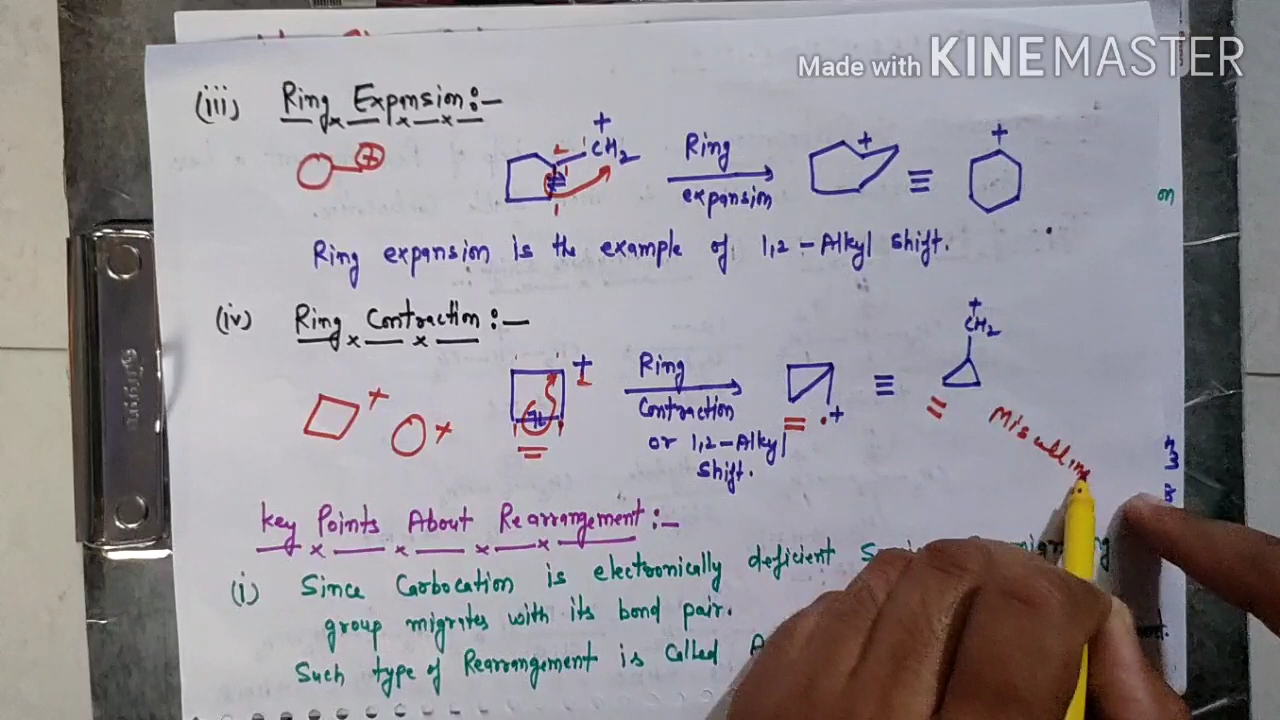 Made with KINEMASTER
(iii) Ring Expansion:-
+
CH2
Ring
expansion
+
≡
+
on
Ring expansion is the example of 1,2-Alkyl Shift.
(iv) Ring Contraction:-
+
Ring
Contraction
or 1,2-Alkyl
Shift.
+
≡
+
CH2
Key Points About Rearrangement:-
(i) Since Carbocation is electronically deficient
group migrates with its bond pair.
Such type of Rearrangement is called